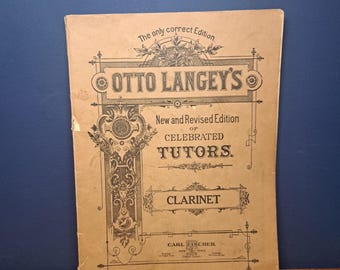 The only correct Edition
OTTO LANGEY'S
New and Revised Edition
OF
CELEBRATED
TUTORS.
CLARINET
CARL FISCHER